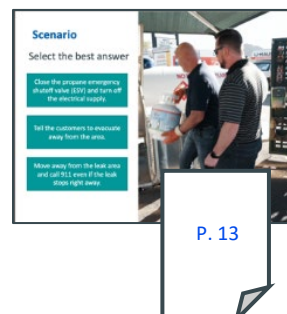 Scenario
Select the best answer
Close the propane emergency
shutoff valve (ESV) and turn off
the electrical supply.
Tell the customers to evacuate
away from the area.
Move away from the leak area
and call 911 even if the leak
stops right away.
P. 13